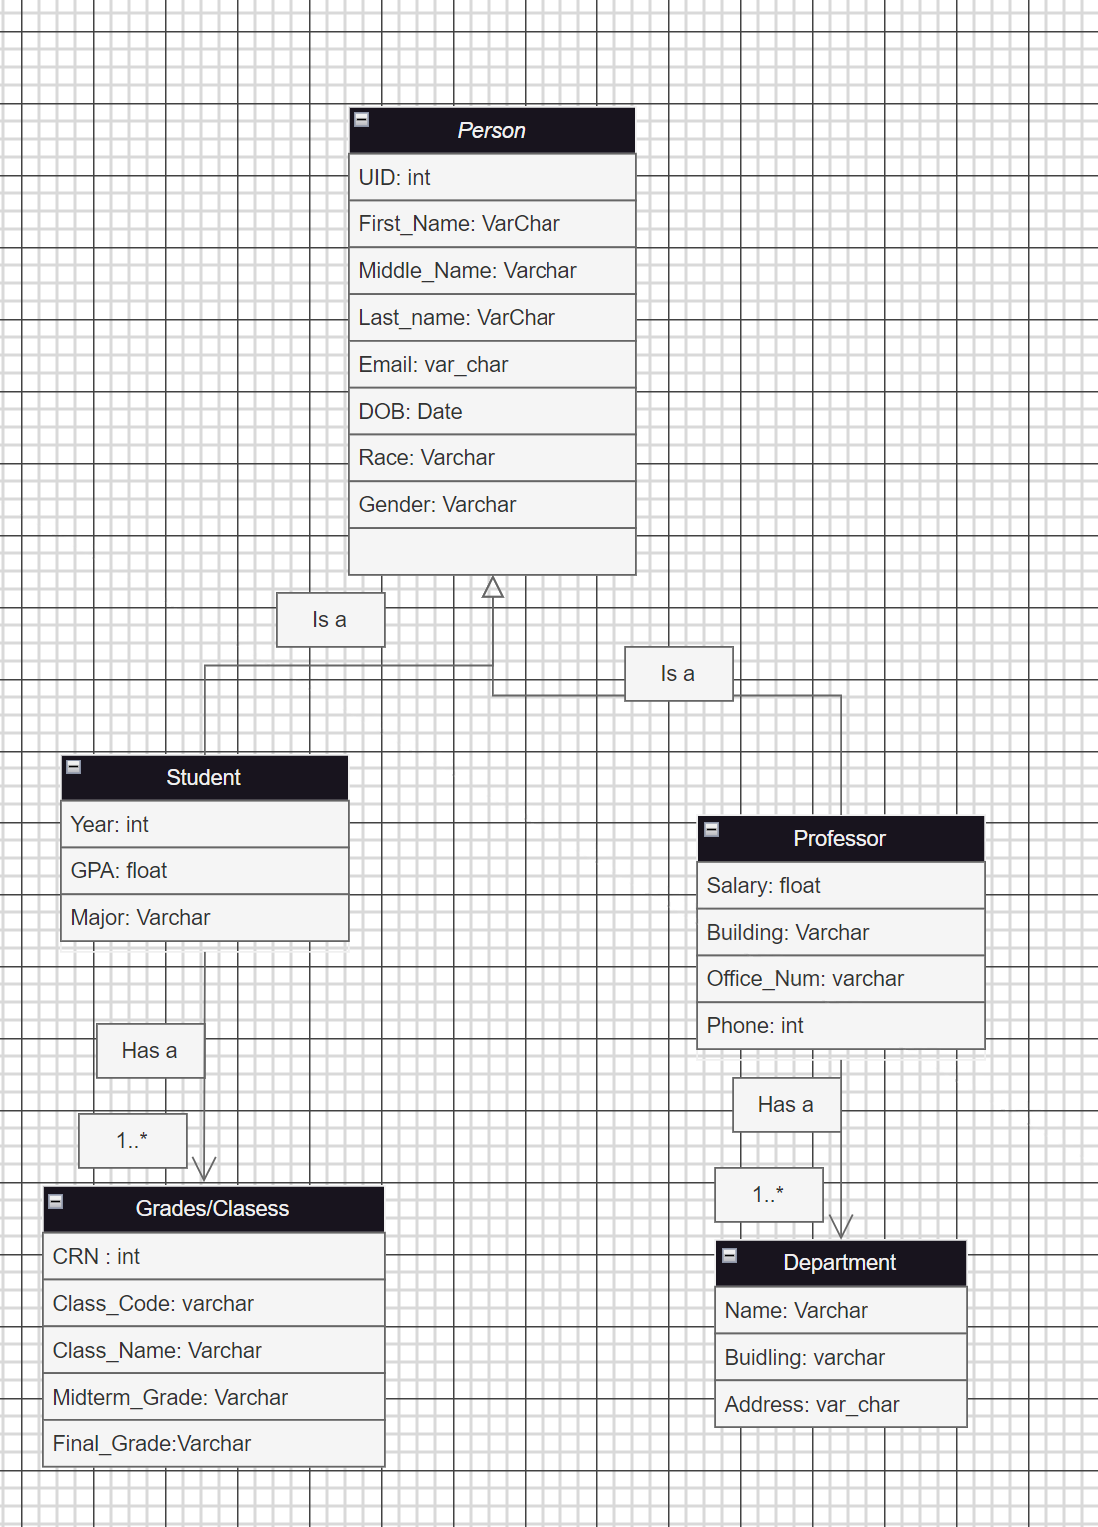 Person
UID: int
First_Name: VarChar
Middle_Name: Varchar
Last_name: VarChar
Email: var_char
DOB: Date
Race: Varchar
Gender: Varchar
Is a
Is a
Student
Year: int
GPA: float
Major: Varchar
Professor
Salary: float
Building: Varchar
Office_Num: varchar
Phone: int
Has a
1..*
Has a
1..*
Grades/Clasess
CRN : int
Class_Code: varchar
Class_Name: Varchar
Midterm_Grade: Varchar
Final_Grade:Varchar
Department
Name: Varchar
Buidling: varchar
Address: var_char